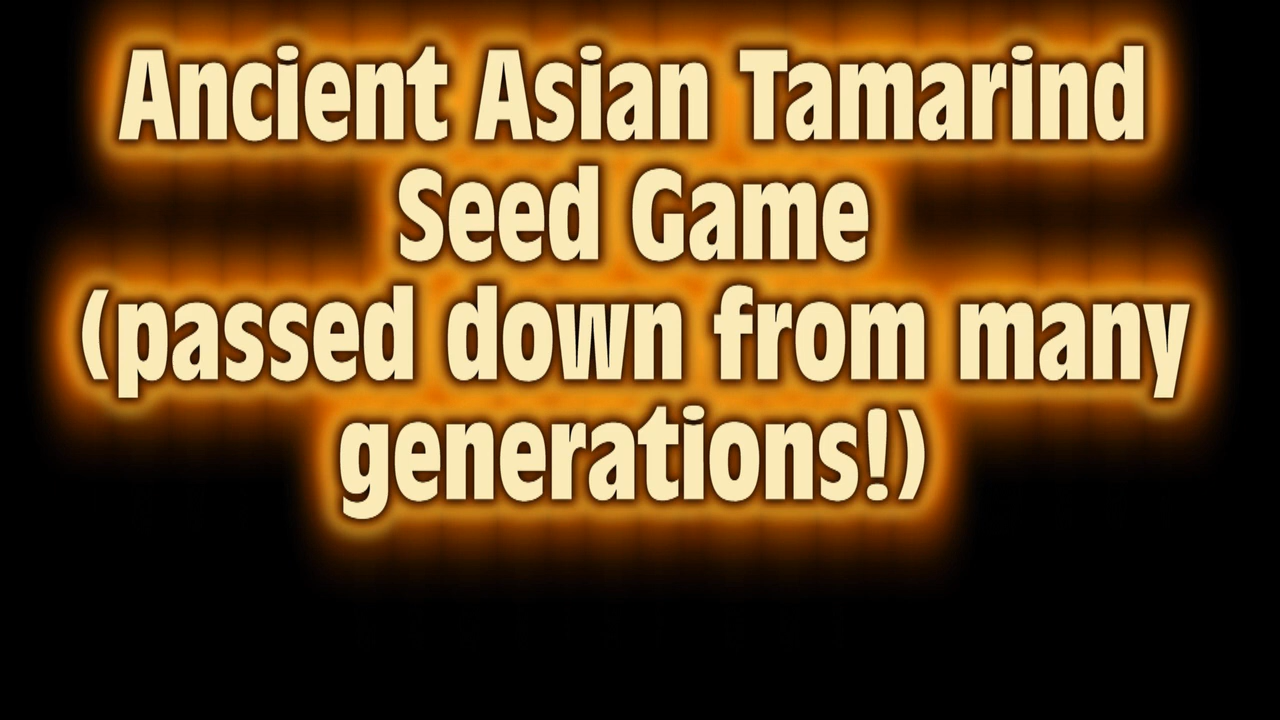 Ancient Asian Tamarind
Seed Game
(passed down from many
generations!)